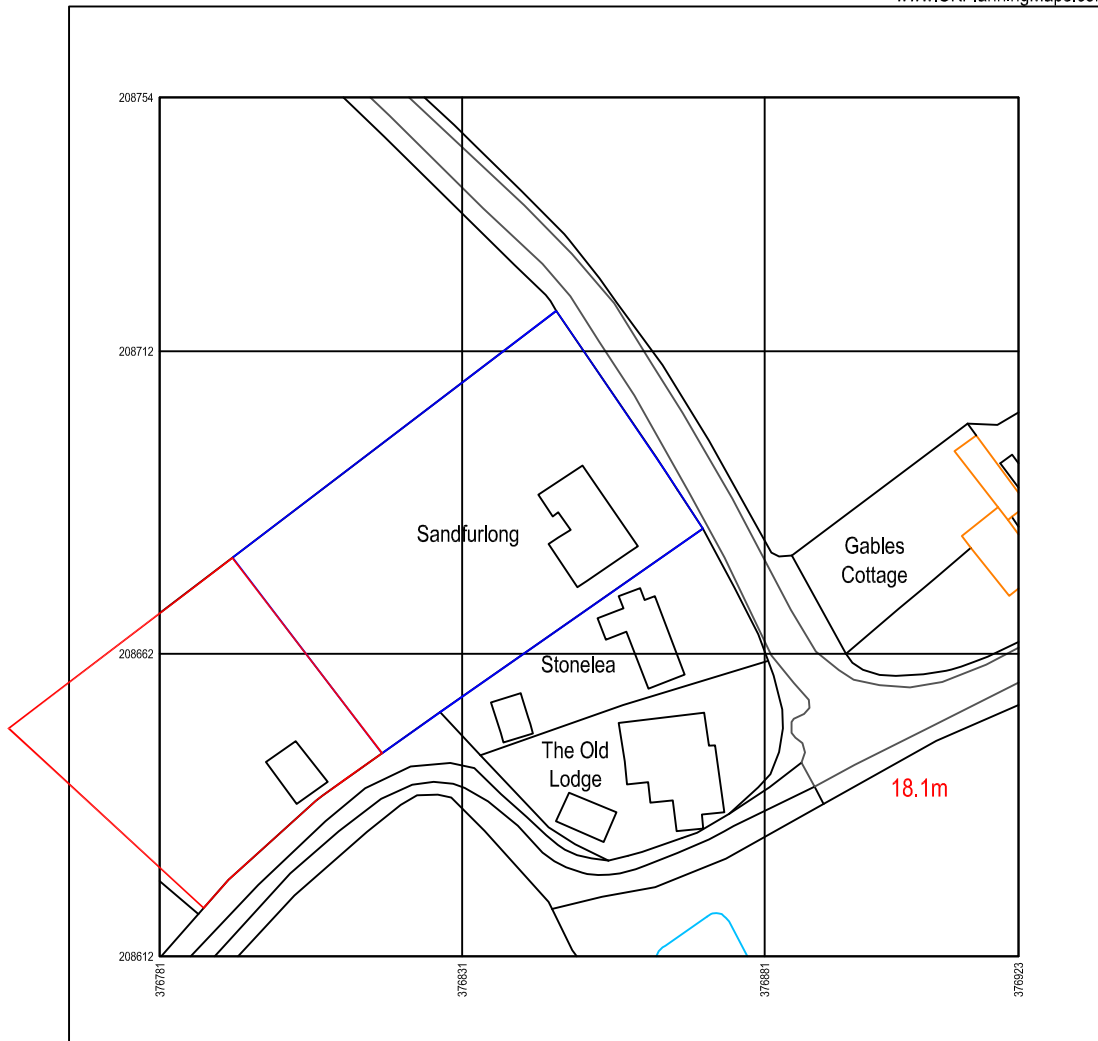 208754
208712
Sandfurlong
Gables
Cottage
208662
Stonelea
The Old
Lodge
18.1m
208612
376781
376831
376881
376923